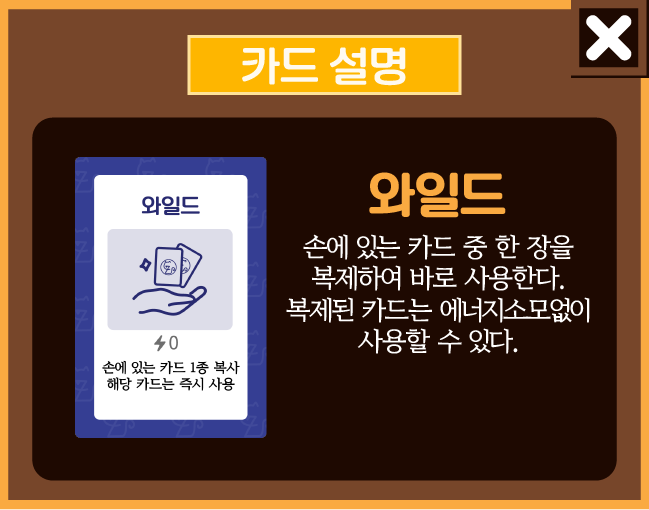 카드 설명
와일드
⚡0
손에 있는 카드 1종 복사
해당 카드는 즉시 사용
와일드
손에 있는 카드 중 한 장을
복제하여 바로 사용한다.
복제된 카드는 에너지소모없이
사용할 수 있다.